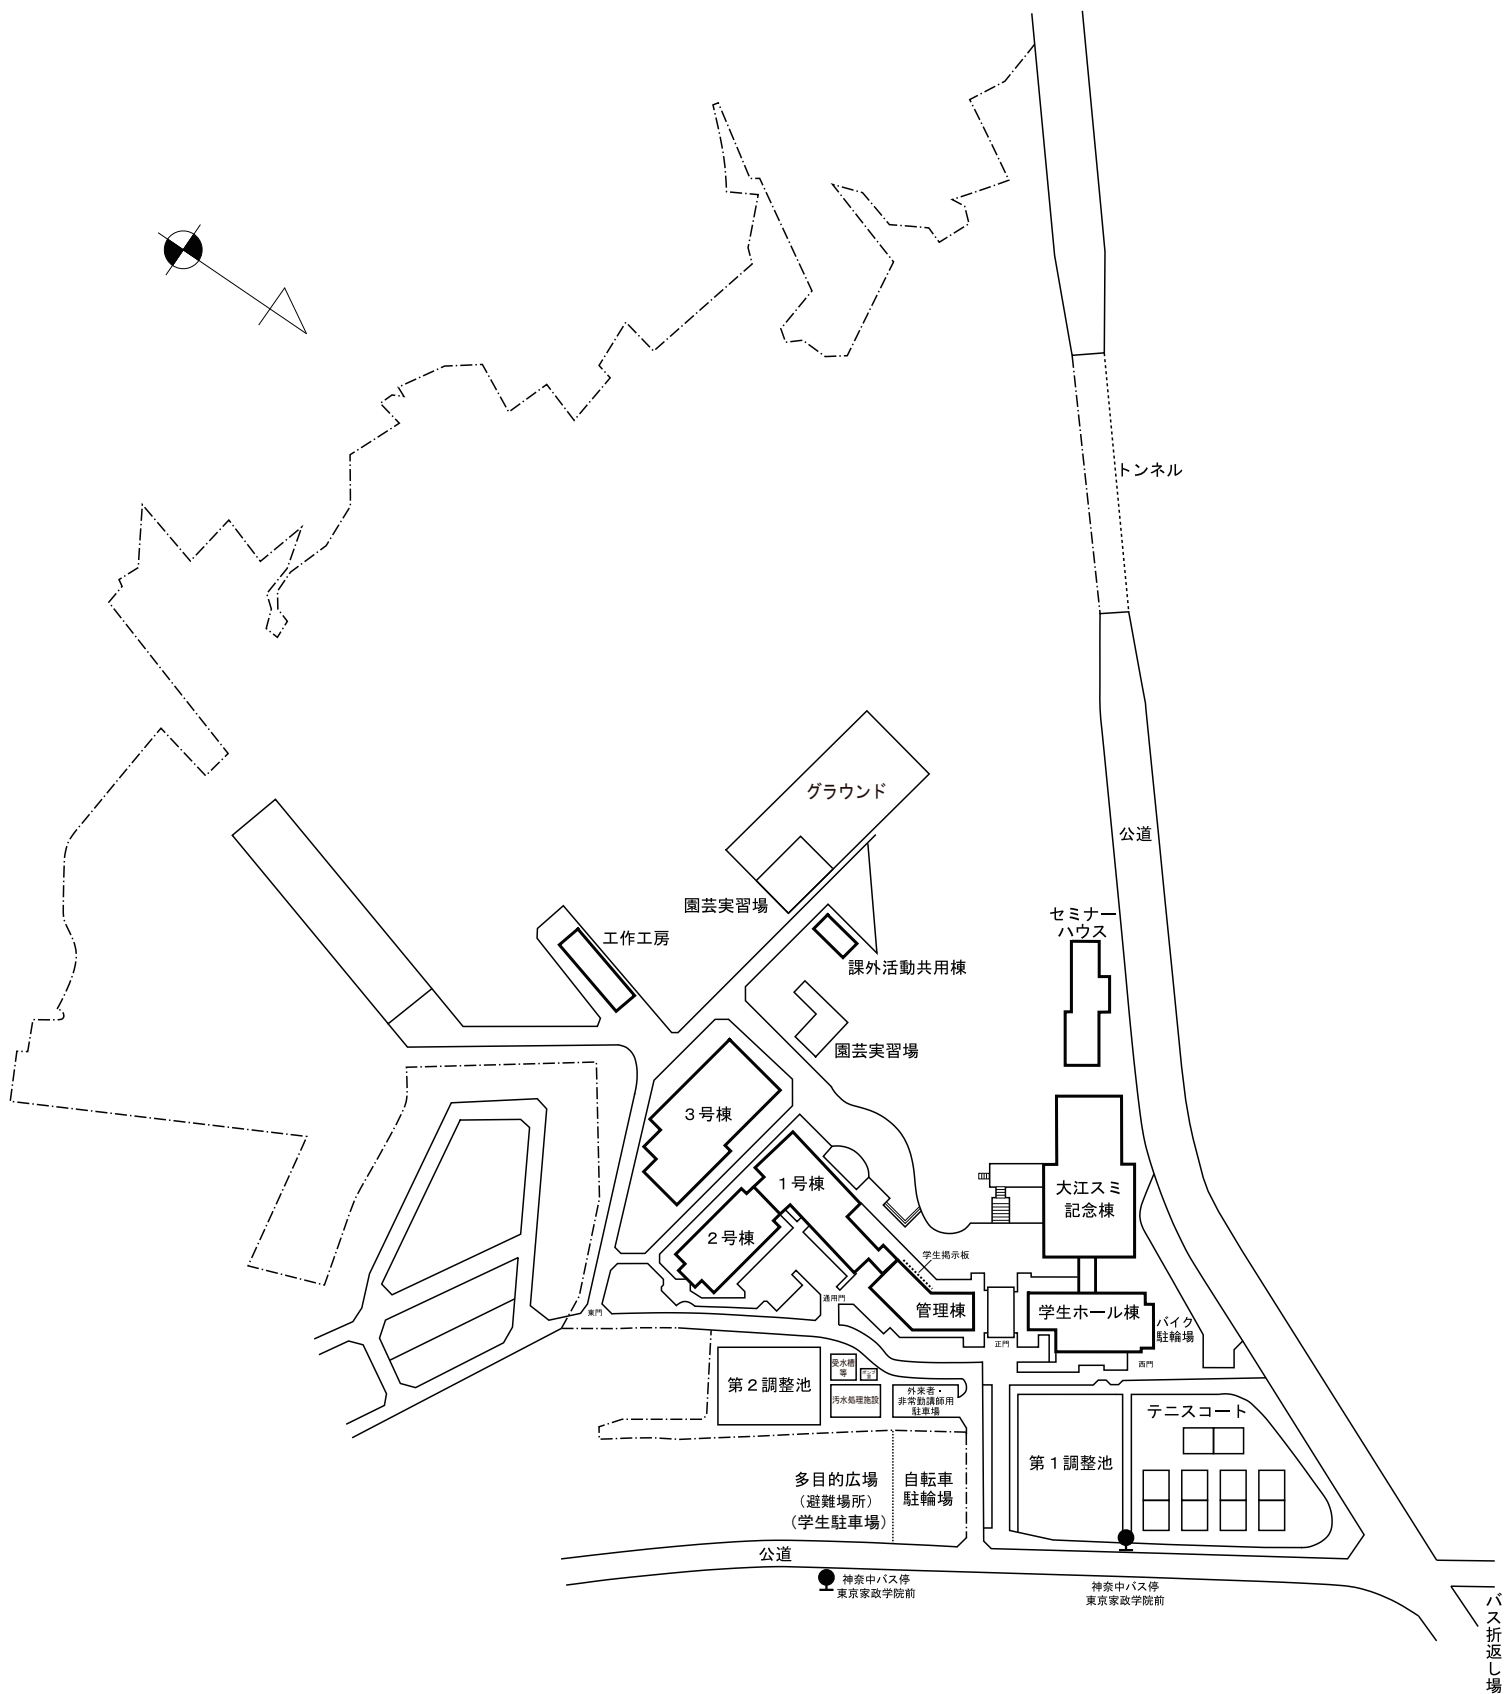 トンネル
グラウンド
公道
園芸実習場
セミナー
ハウス
工作工房
課外活動共用棟
園芸実習場
3号棟
1号棟
大江スミ
記念棟
2号棟
学生掲示板
通用門
管理棟
学生ホール棟
バイク
駐輪場
東門
正門
西門
受水槽
等
第2調整池
汚水処理施設
外来者・
非常勤講師用
駐車場
テニスコート
第1調整池
多目的広場
（避難場所）
（学生駐車場）
自転車
駐輪場
公道
神奈中バス停
東京家政学院前
神奈中バス停
東京家政学院前
バス折返し場